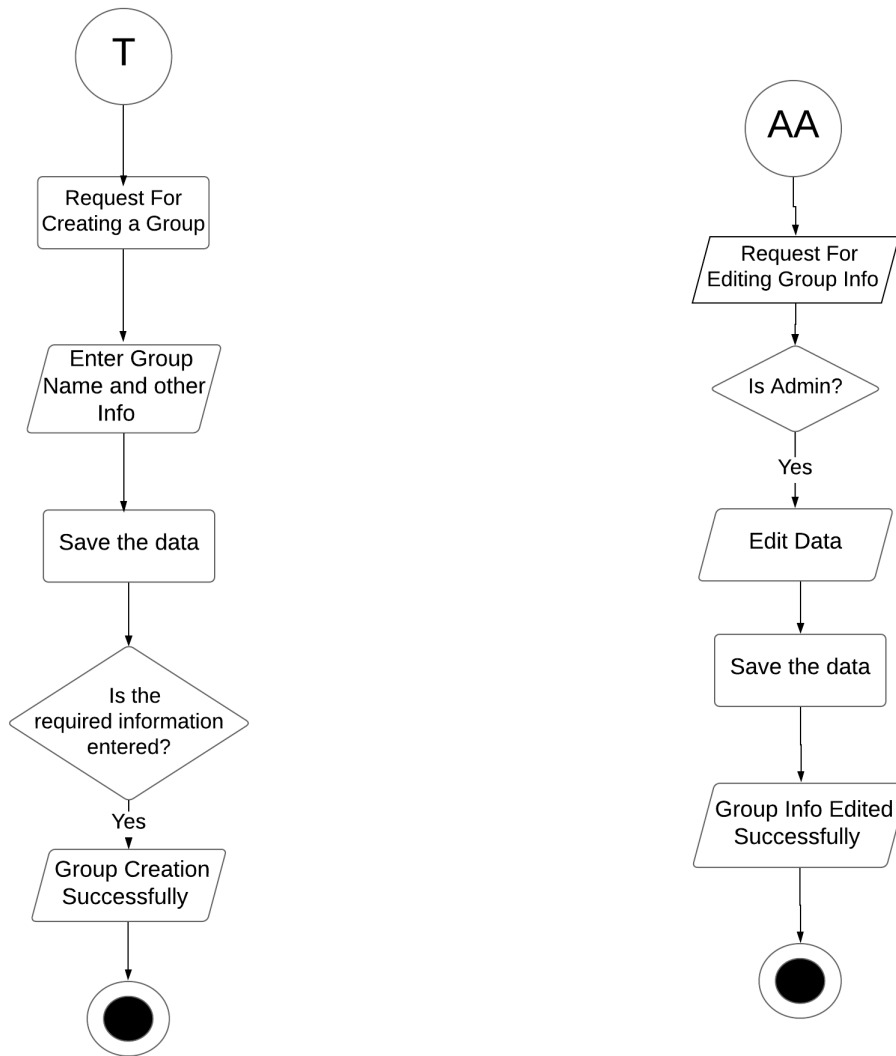 T
Request For
Creating a Group
Enter Group
Name and other
Info
Save the data
Is the
required information
entered?
Yes
Group Creation
Successfully
AA
Request For
Editing Group Info
Is Admin?
Yes
Edit Data
Save the data
Group Info Edited
Successfully